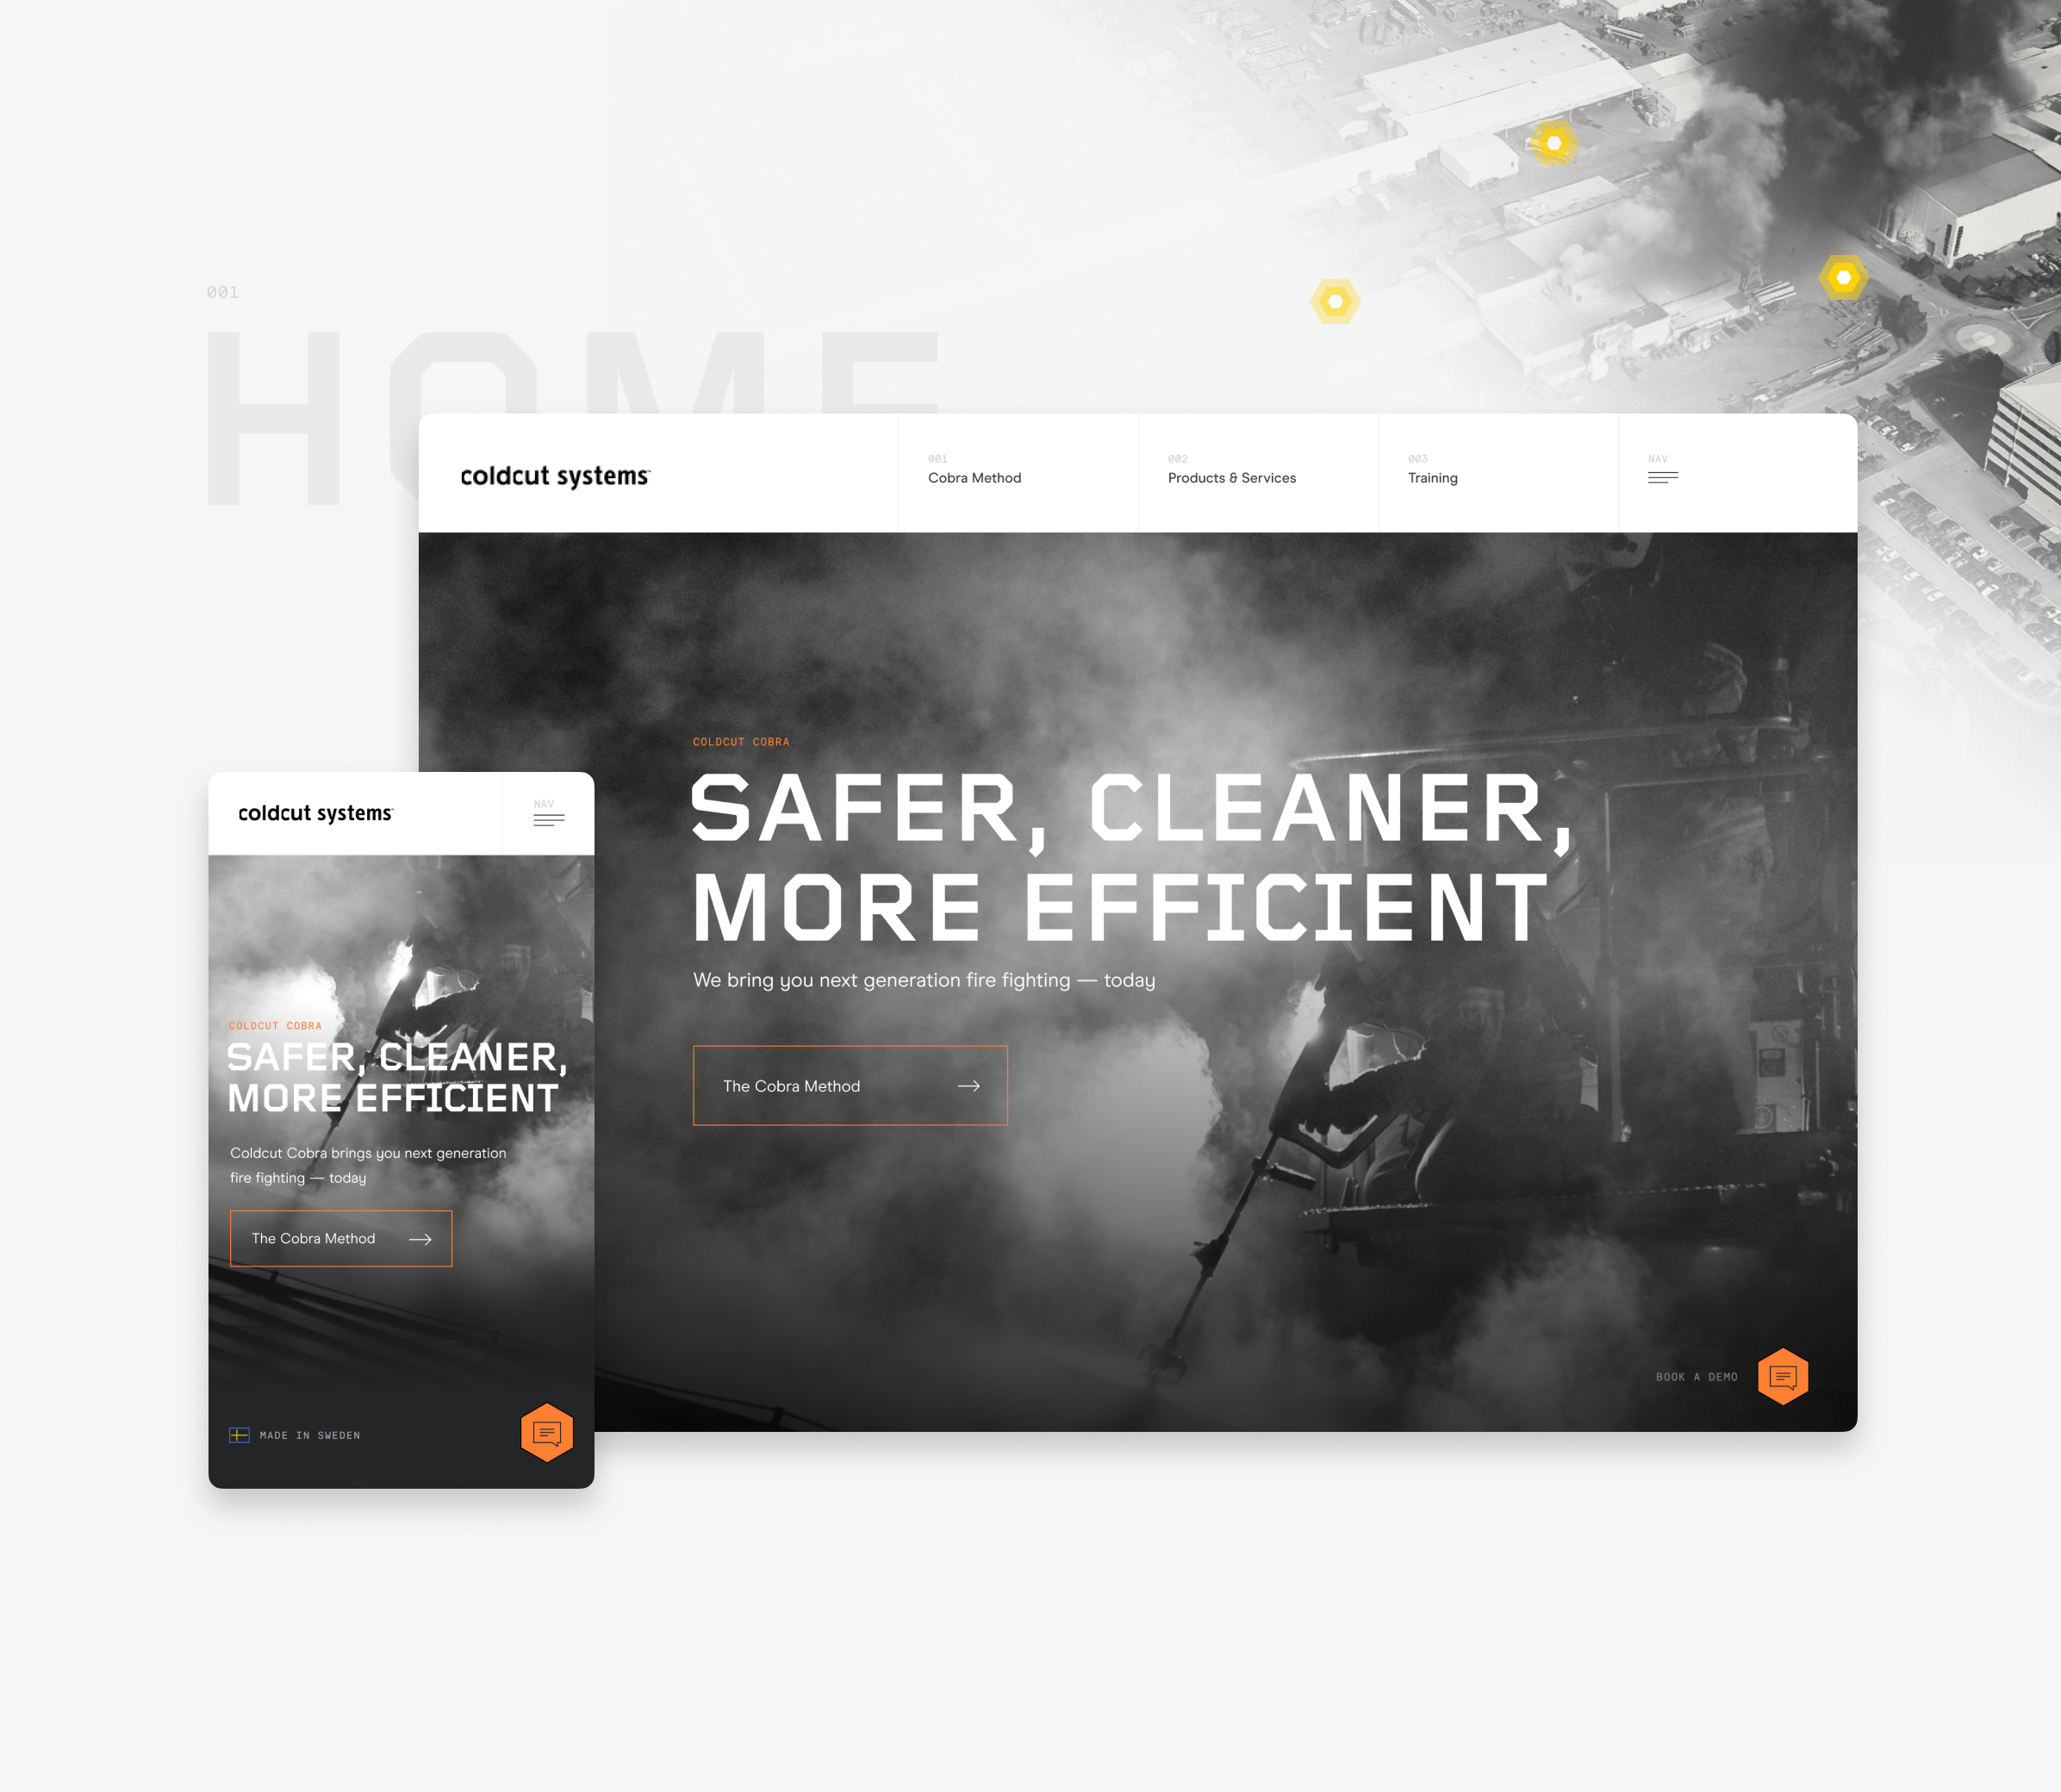 001
HOME
coldcut systems™
001
Cobra Method
002
Products & Services
003
Training
NAV
COLDCUT COBRA
SAFER, CLEANER,
MORE EFFICIENT
We bring you next generation fire fighting — today
The Cobra Method
BOOK A DEMO
coldcut systems™
NAV
COLDCUT COBRA
SAFER, CLEANER,
MORE EFFICIENT
Coldcut Cobra brings you next generation
fire fighting — today
The Cobra Method
MADE IN SWEDEN